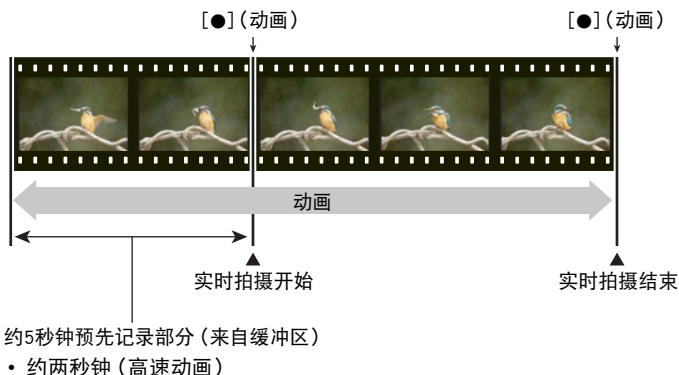 [●](动画)
[●](动画)
动画
实时拍摄开始
实时拍摄结束
约5秒钟预先记录部分(来自缓冲区)
• 约两秒钟(高速动画)